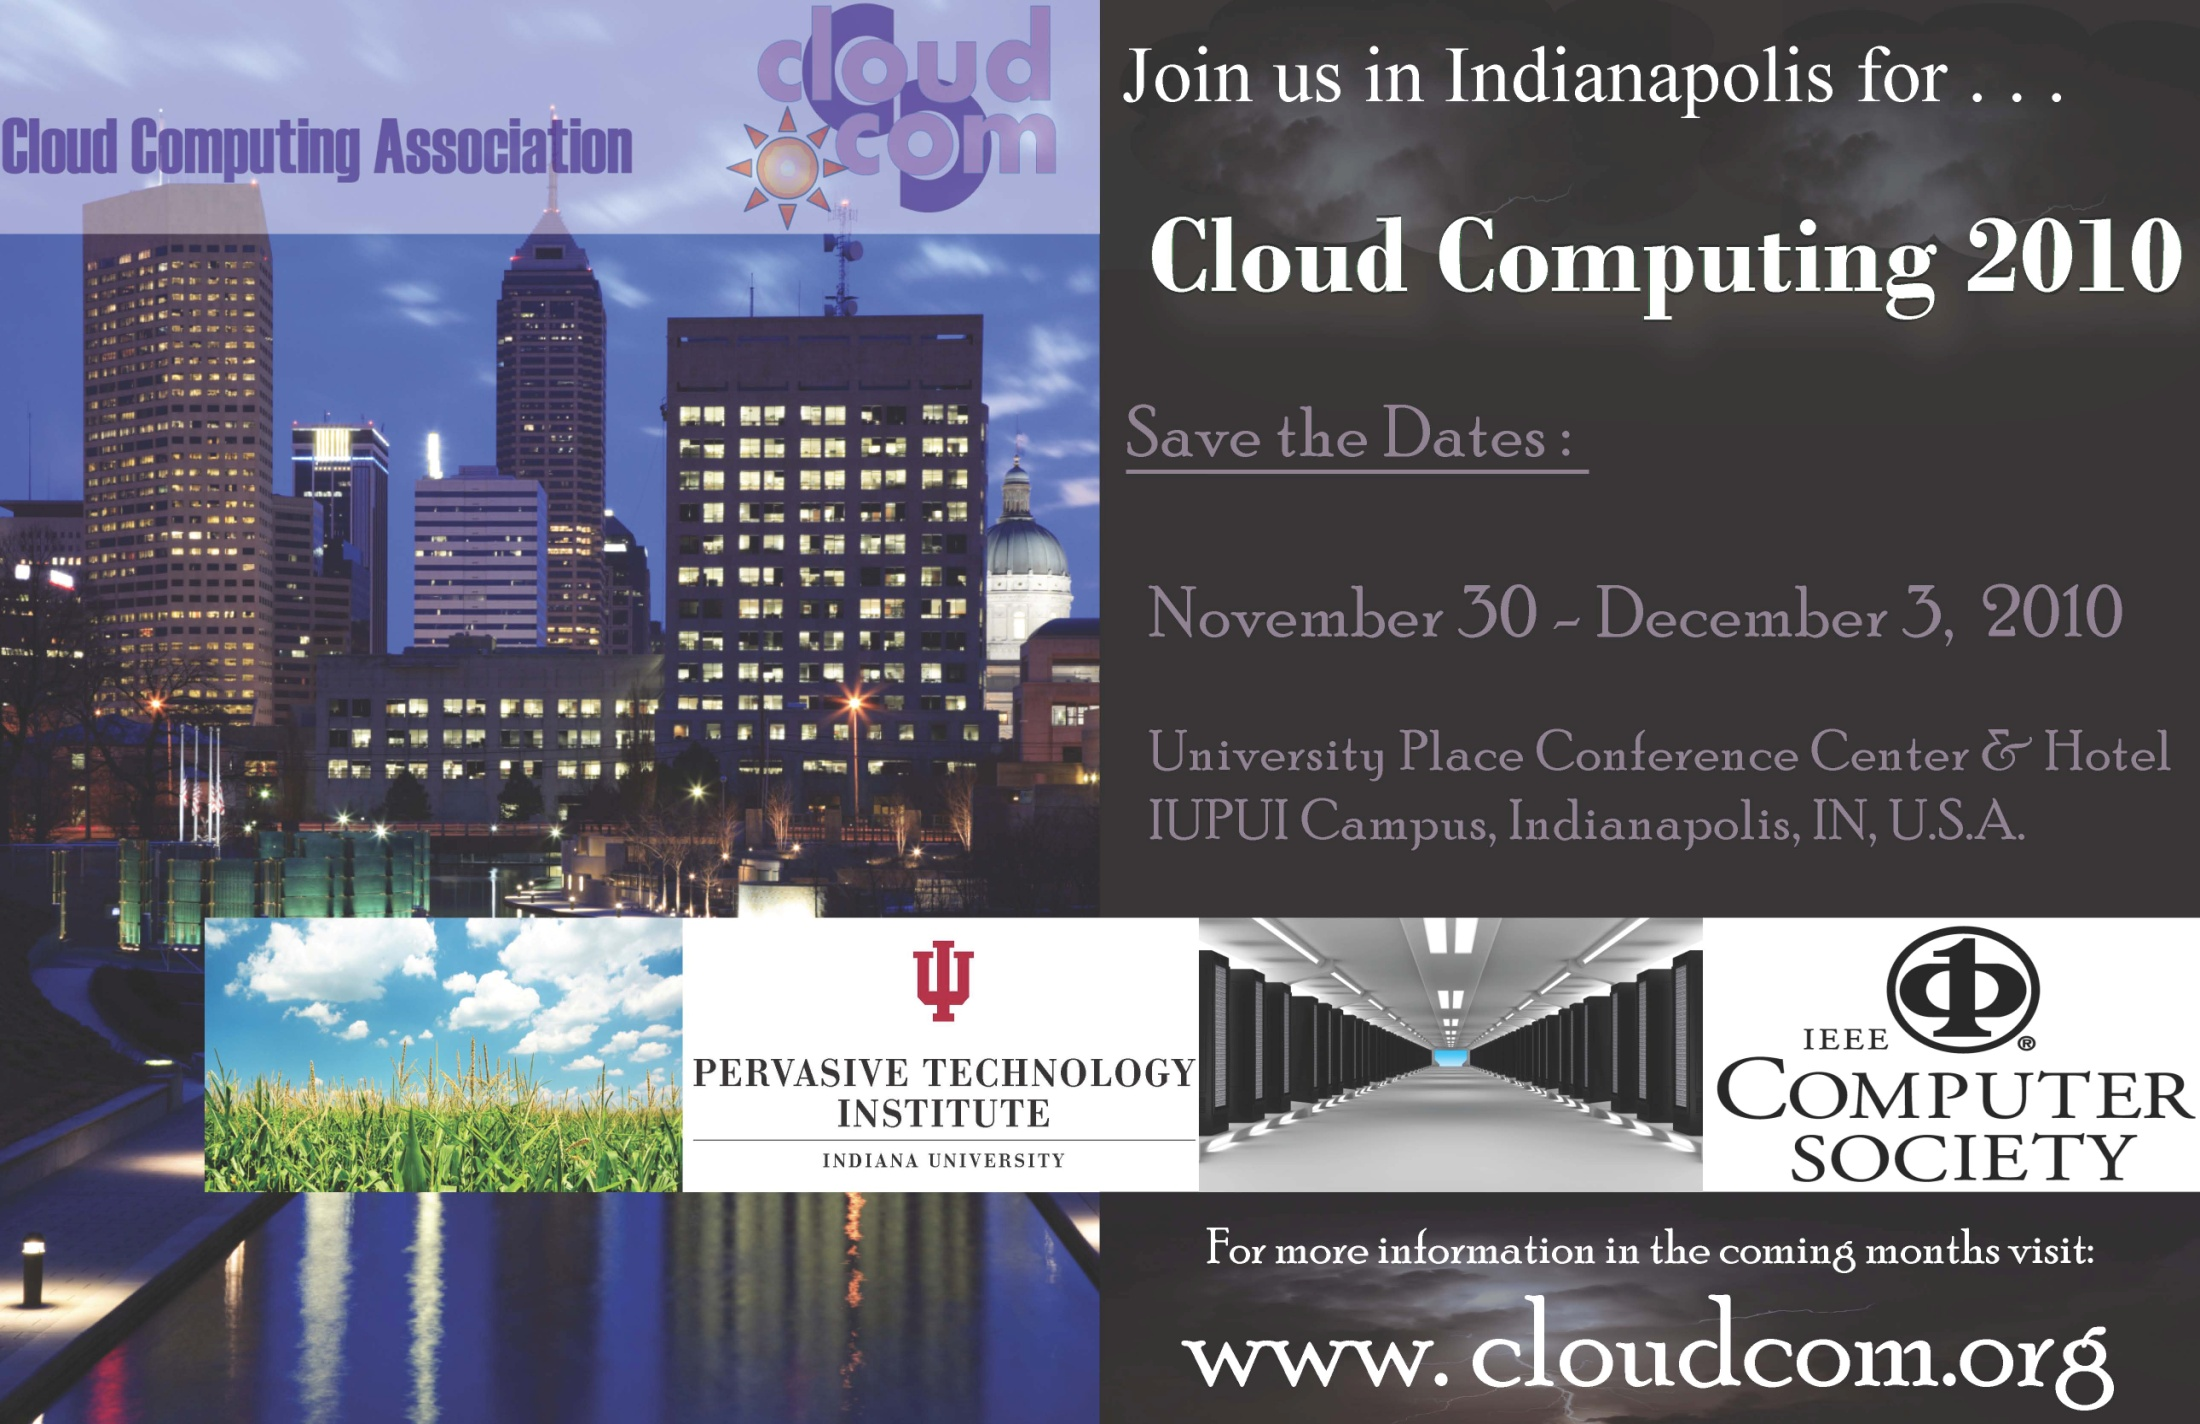 Cloud Computing Association
cloud
com
Join us in Indianapolis for . . .
Cloud Computing 2010
Save the Dates :
November 30 - December 3, 2010
University Place Conference Center & Hotel
IUPUI Campus, Indianapolis, IN, U.S.A.
PERVASIVE TECHNOLOGY
INSTITUTE
INDIANA UNIVERSITY
IEEE
COMPUTER
SOCIETY
®
For more information in the coming months visit:
www.cloudcom.org